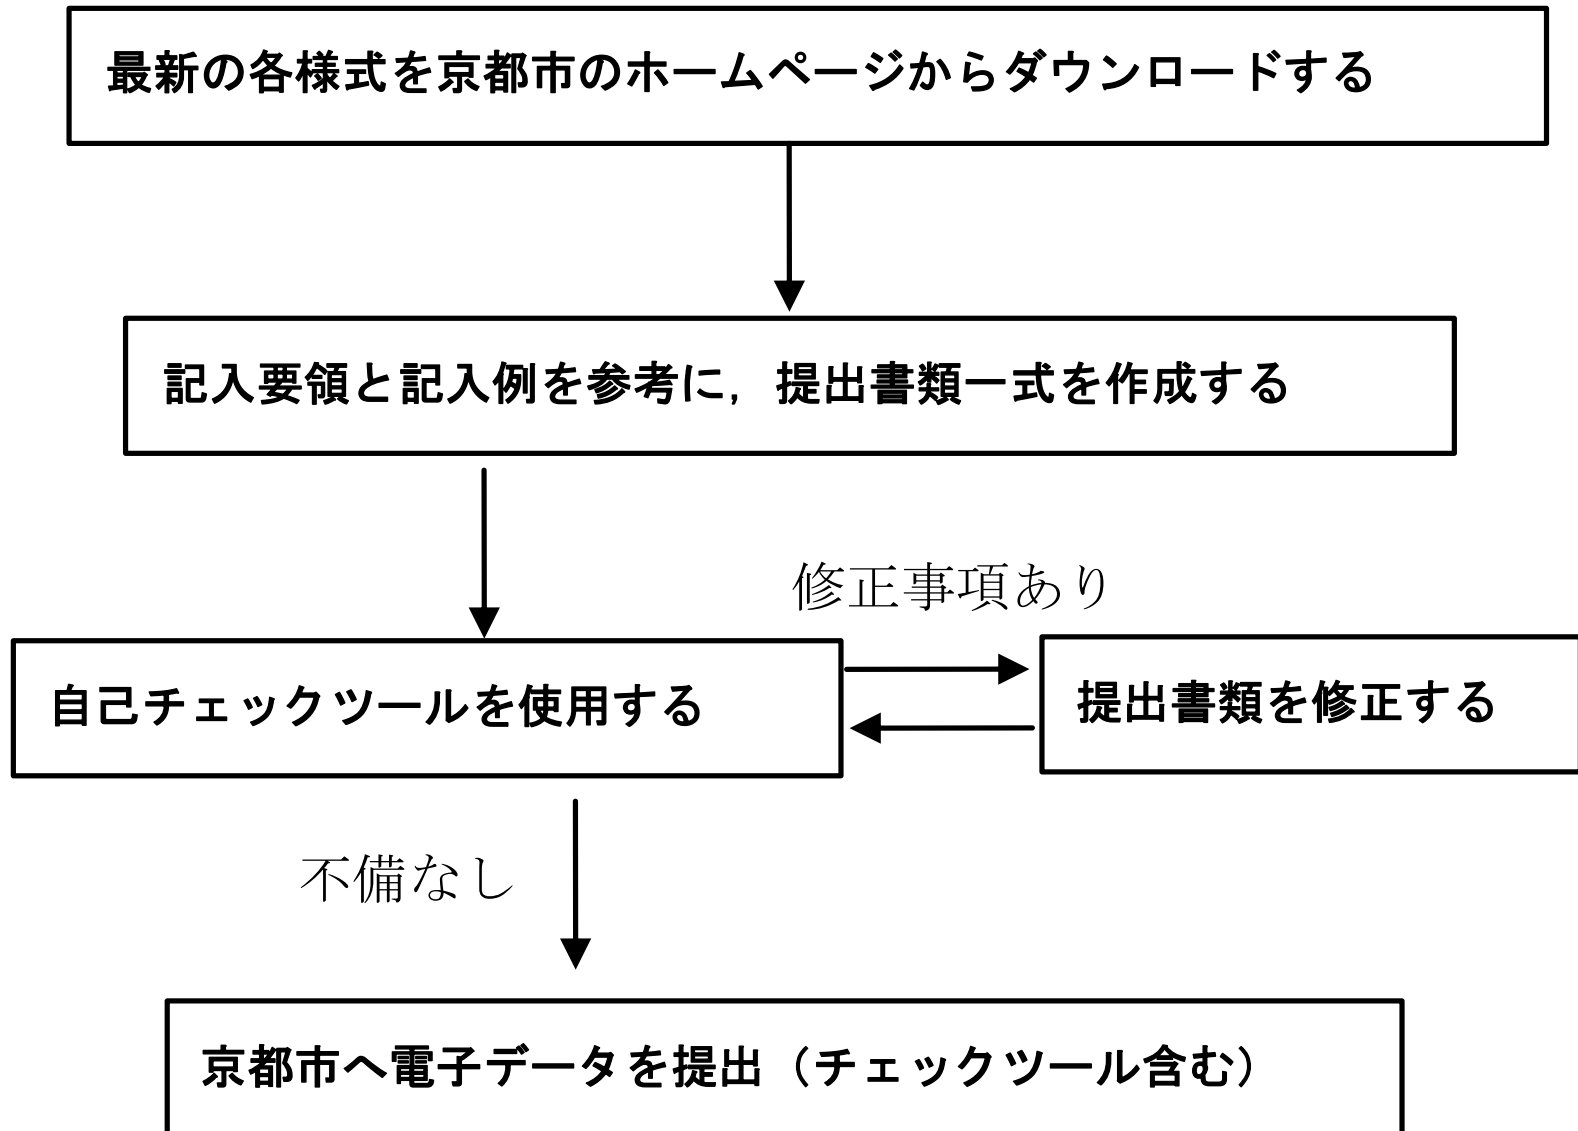 最新の各様式を京都市のホームページからダウンロードする
記入要領と記入例を参考に，提出書類一式を作成する
修正事項あり
自己チェックツールを使用する
提出書類を修正する
不備なし
京都市へ電子データを提出（チェックツール含む）